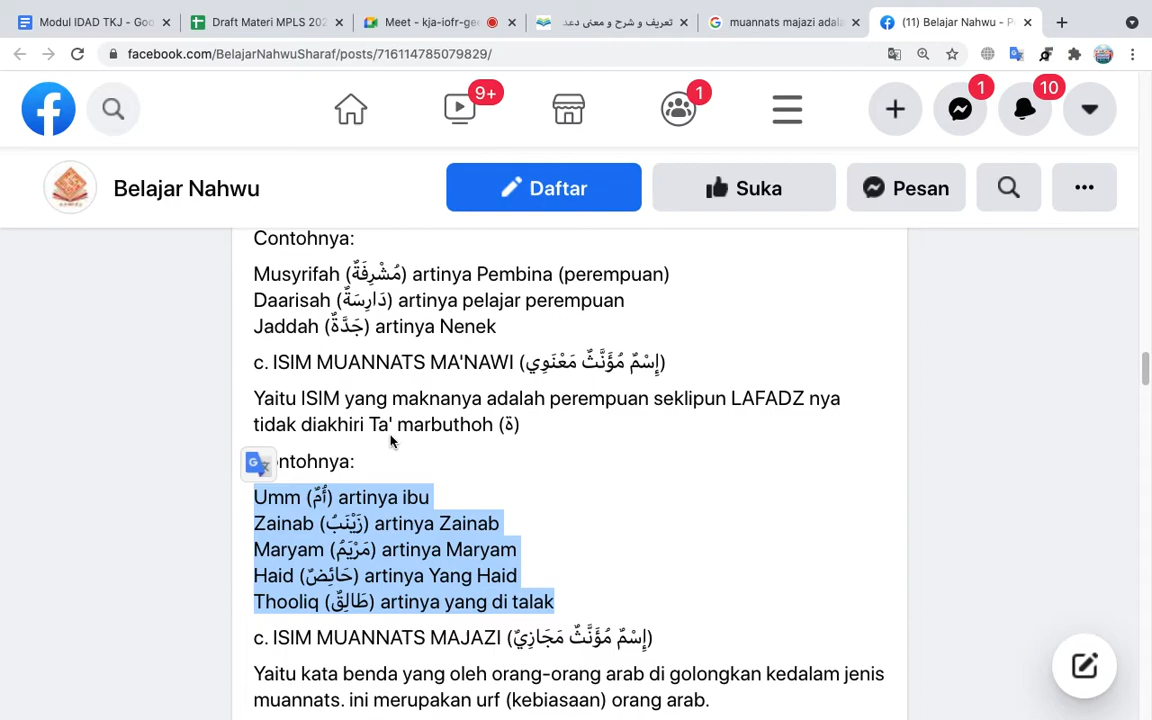 Modul IDAD TKJ - Goo
Draft Materi MPLS 202
Meet - kja-iofr-gee
تعريف و شرح و معنى دعد
muannats majazi adala
(11) Belajar Nahwu - P
facebook.com/BelajarNahwuSharaf/posts/716114785079829/
9+
1
1
10
Belajar Nahwu
Daftar
Suka
Pesan
Contohnya:
Musyrifah (مُشْرِفَةٌ) artinya Pembina (perempuan)
Daarisah (دَارِسَةٌ) artinya pelajar perempuan
Jaddah (جَدَّةٌ) artinya Nenek
c. ISIM MUANNATS MA'NAWI (إِسْمٌ مُؤَنَّثٌ مَعْنَوِي)
Yaitu ISIM yang maknanya adalah perempuan seklipun LAFADZ nya
tidak diakhiri Ta' marbuthoh (ة)
ntohnya:
Umm (أُمٌ) artinya ibu
Zainab (زَيْنَبُ) artinya Zainab
Maryam (مَرْيَمُ) artinya Maryam
Haid (حَائِضٌ) artinya Yang Haid
Thooliq (طَالِقٌ) artinya yang di talak
c. ISIM MUANNATS MAJAZI (إِسْمٌ مُؤَنَّثٌ مَجَازِيٌ)
Yaitu kata benda yang oleh orang-orang arab di golongkan kedalam jenis
muannats. ini merupakan urf (kebiasaan) orang arab.